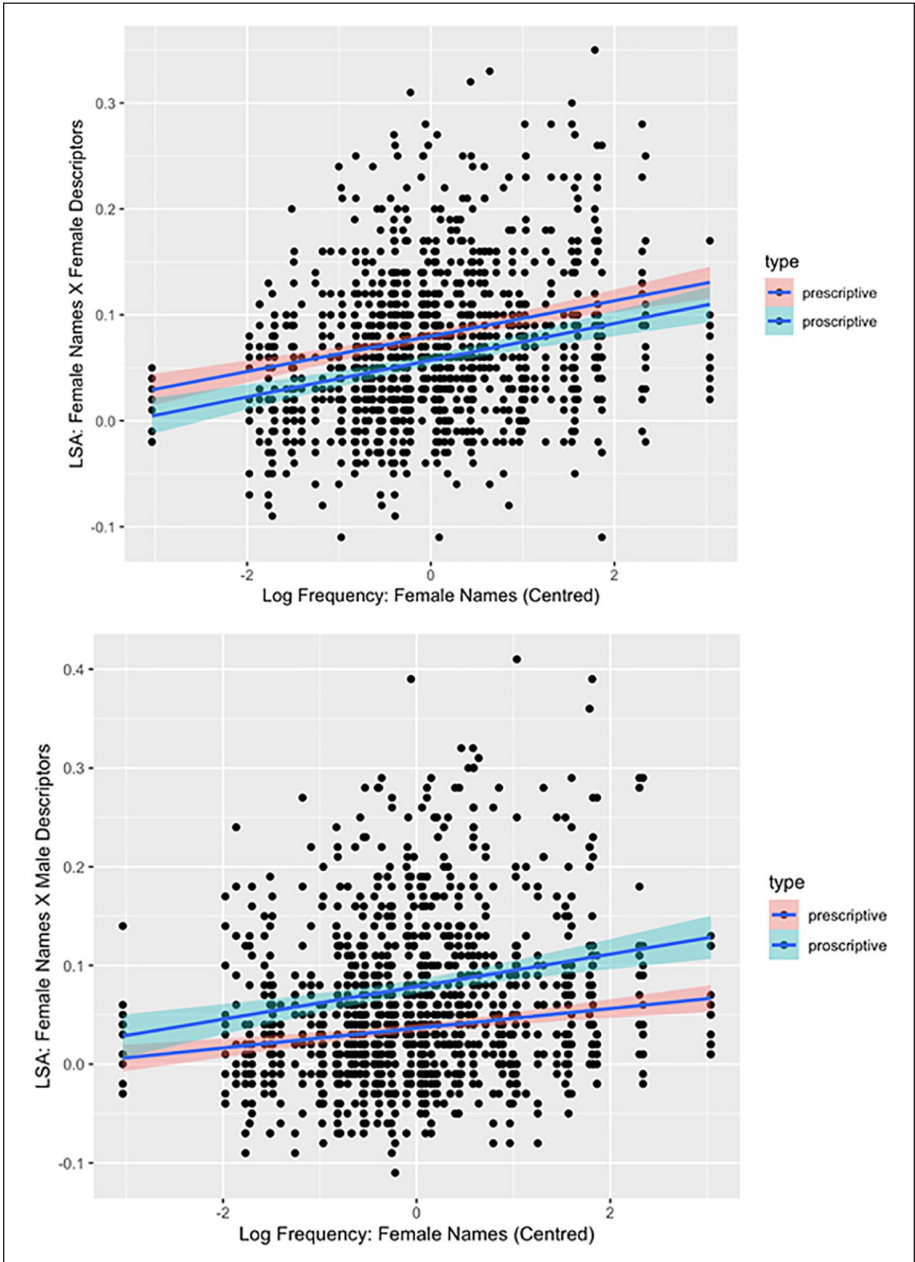 0.3
0.2
0.1
0.0
-0.1
LSA: Female Names X Female Descriptors
-2
0
2
Log Frequency: Female Names (Centred)
type
prescriptive
proscriptive
0.4
0.3
0.2
0.1
0.0
-0.1
LSA: Female Names X Male Descriptors
-2
0
2
Log Frequency: Female Names (Centred)
type
prescriptive
proscriptive